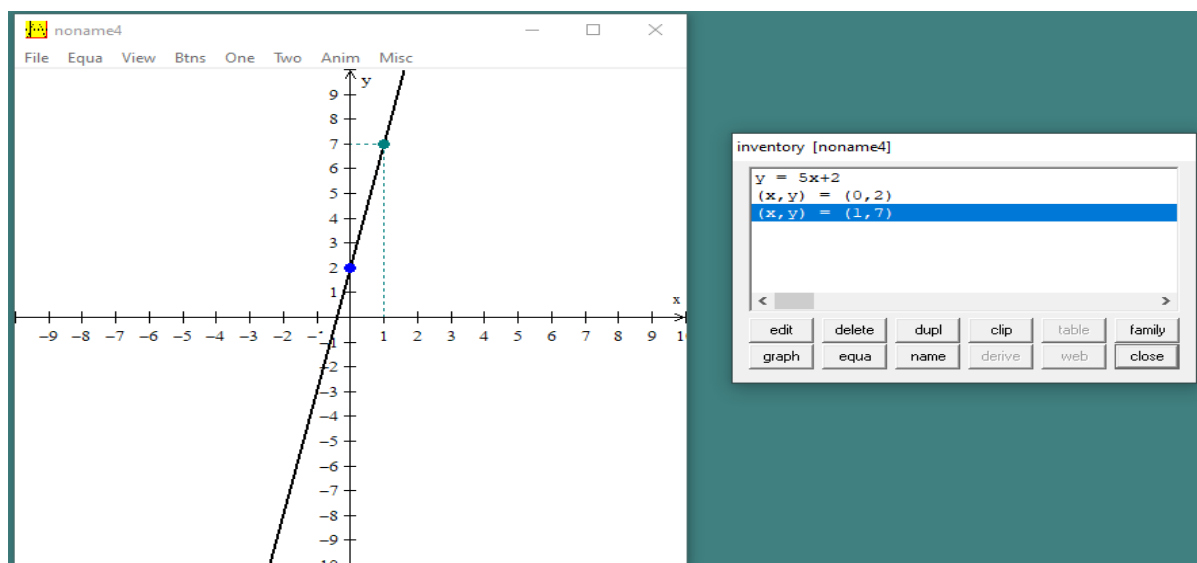 noname4
File Equa View Btns One Two Anim Misc
y
9
8
7
6
5
4
3
2
1
x
−9 −8 −7 −6 −5 −4 −3 −2 −1 1 2 3 4 5 6 7 8 9
−2
−3
−4
−5
−6
−7
−8
−9
inventory [noname4]
y = 5x+2
(x,y) = (0,2)
(x,y) = (1,7)
edit delete dupl clip table family
graph equa name derive web close